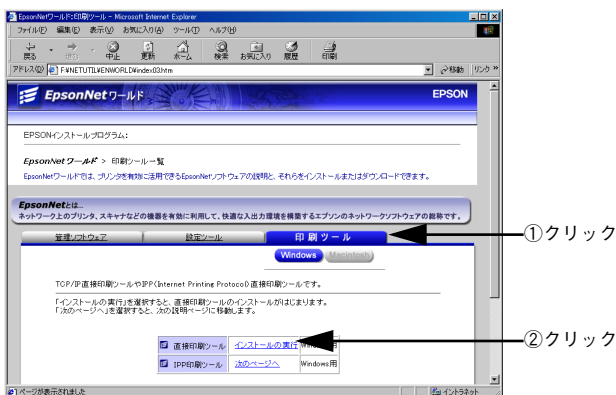 EpsonNetワールド:印刷ツール - Microsoft Internet Explorer
ファイル(F) 編集(E) 表示(V) お気に入り(A) ツール(T) ヘルプ(H)
戻る 進む 中止 更新 ホーム 検索 お気に入り 履歴 印刷
アドレス(D) F:¥NETUTIL¥ENWORLD¥index03.htm 移動 リンク »
EpsonNetワールド EPSON
EPSONインストールプログラム:
EpsonNet ワールド > 印刷ツール一覧
EpsonNetワールドでは、プリンタを有効に活用できるEpsonNetソフトウェアの説明と、それらをインストールまたはダウンロードできます。
EpsonNetとは...
ネットワーク上のプリンタ、スキャナなどの機器を有効に利用して、快適な入出力環境を構築するエプソンのネットワークソフトウェアの総称です。
管理ソフトウェア 設定ツール 印刷ツール ①クリック
Windows Macintosh
TCP/IP直接印刷ツールやIPP(Internet Printing Protocol)直接印刷ツールです。
「インストールの実行」を選択すると、直接印刷ツールのインストールがはじまります。
「次のページへ」を選択すると、次の説明ページに移動します。
直接印刷ツール インストールの実行 Windows用 ②クリック
IPP印刷ツール 次のページへ Windows用
ページが表示されました イントラネット